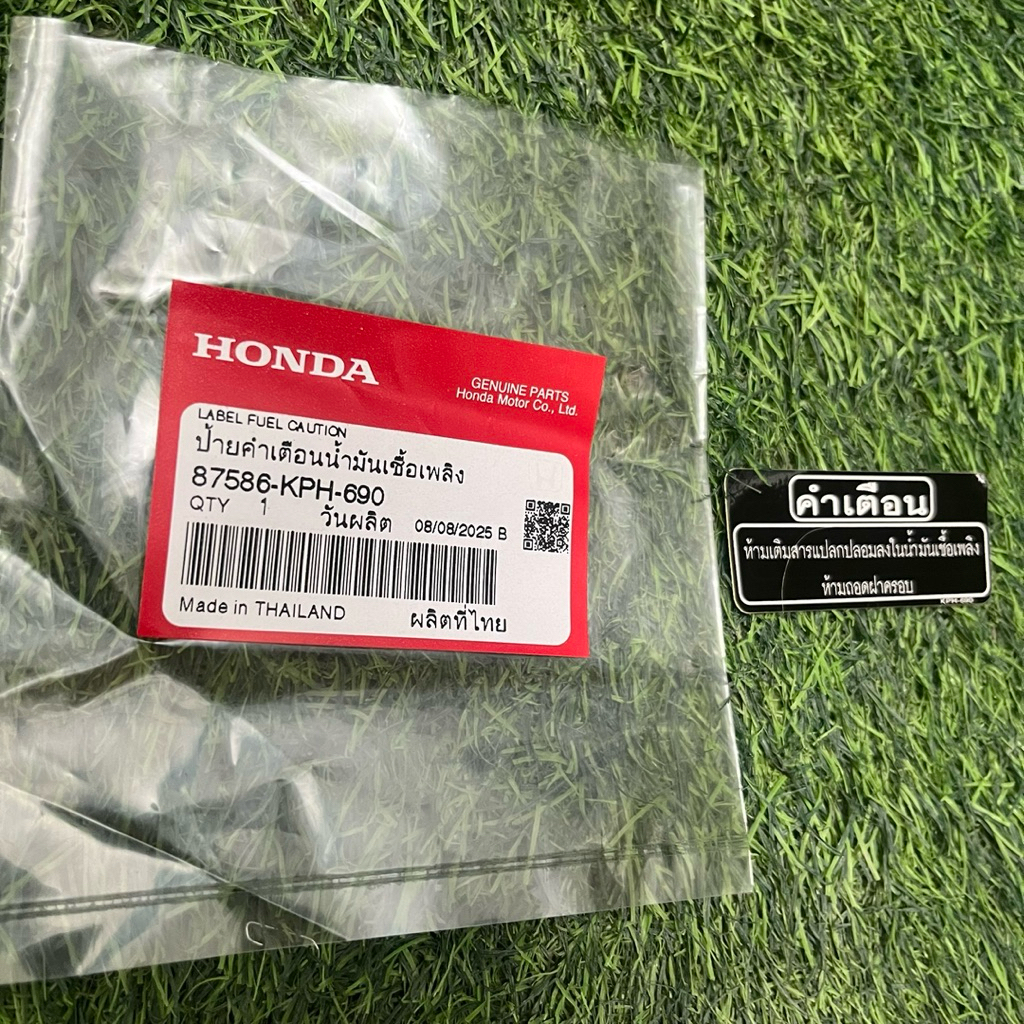 HONDA
GENUINE PARTS
Honda Motor Co., Ltd.
LABEL FUEL CAUTION
ป้ายคำเตือนน้ำมันเชื้อเพลิง
87586-KPH-690
QTY 1 วันผลิต 08/08/2025 B
Made in THAILAND ผลิตที่ไทย
คำเตือน
ห้ามเติมสารแปลกปลอมลงในน้ำมันเชื้อเพลิง
ห้ามถอดฝาครอบ
KPH-690